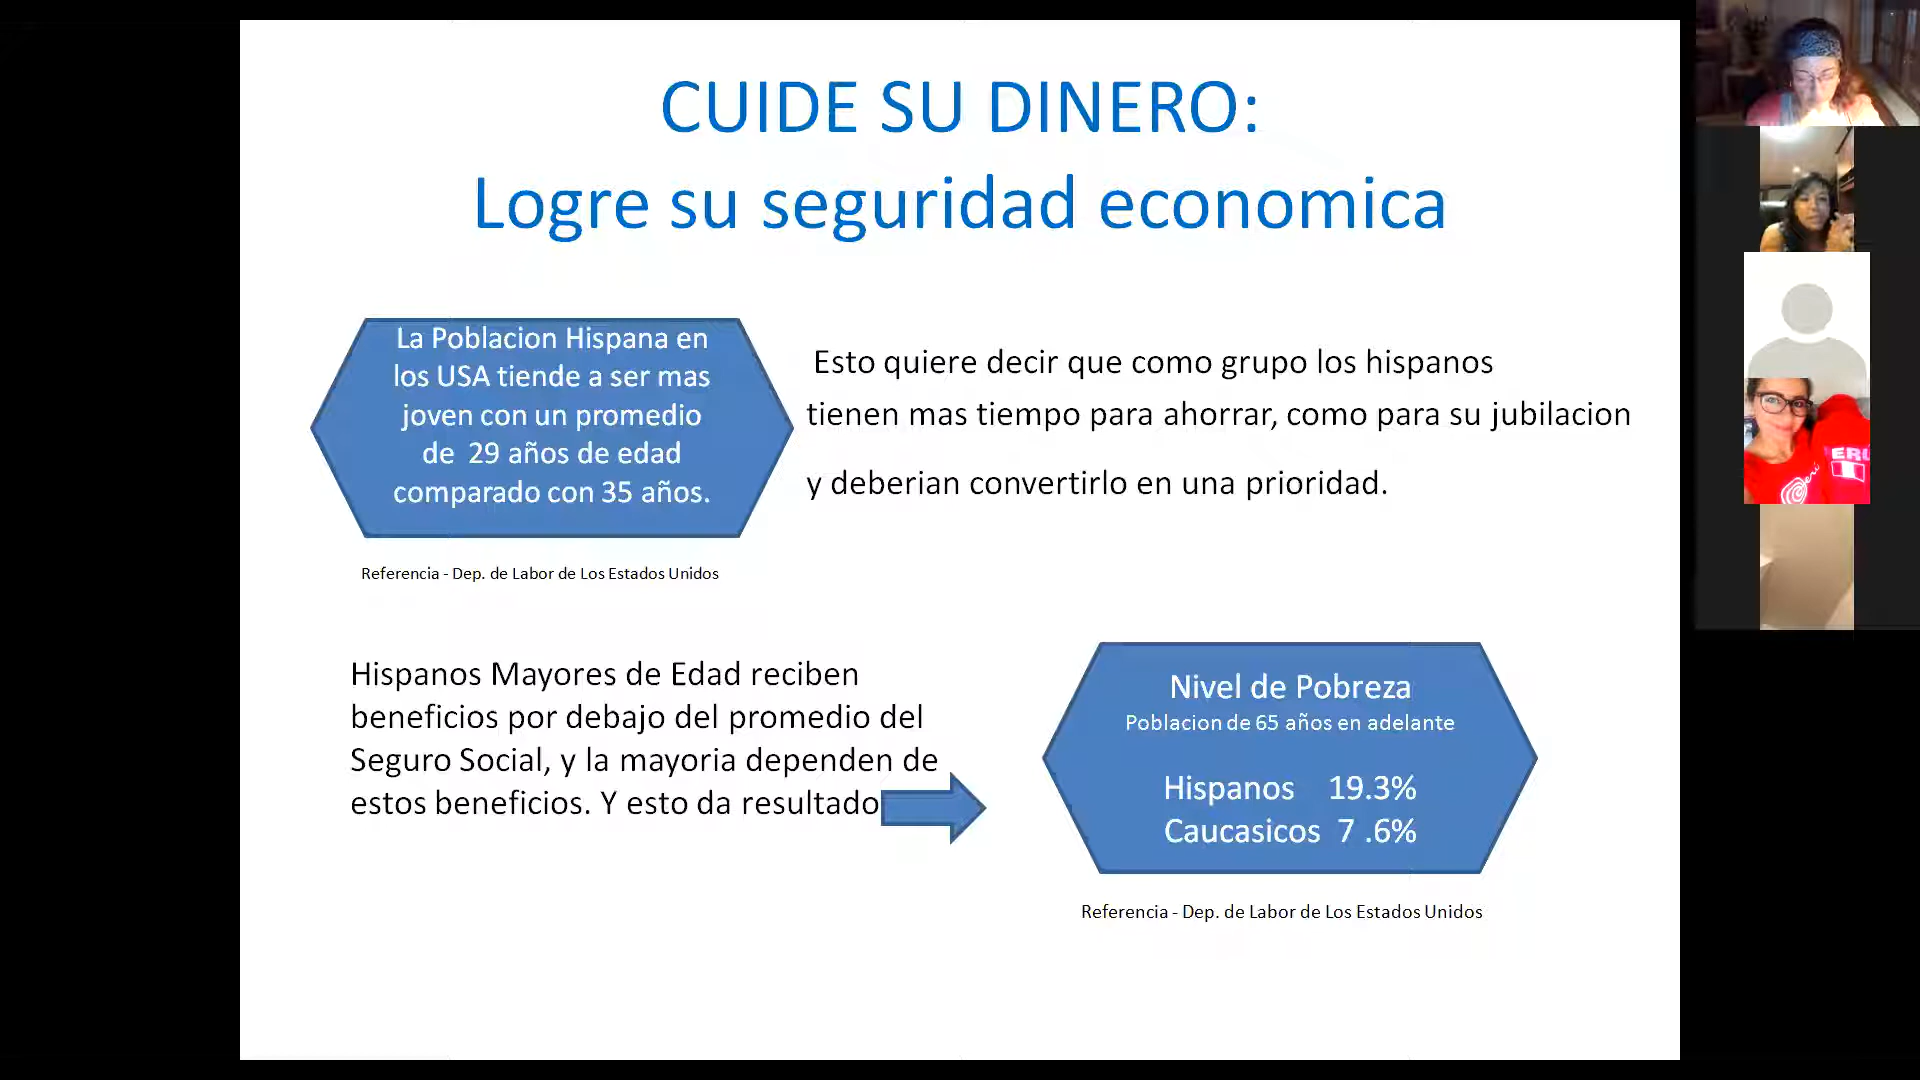 CUIDE SU DINERO:
Logre su seguridad economica
La Poblacion Hispana en
los USA tiende a ser mas
joven con un promedio
de 29 años de edad
comparado con 35 años.
Esto quiere decir que como grupo los hispanos
tienen mas tiempo para ahorrar, como para su jubilacion
y deberian convertirlo en una prioridad.
Referencia - Dep. de Labor de Los Estados Unidos
Hispanos Mayores de Edad reciben
beneficios por debajo del promedio del
Seguro Social, y la mayoria dependen de
estos beneficios. Y esto da resultado
Nivel de Pobreza
Poblacion de 65 años en adelante
Hispanos 19.3%
Caucasicos 7 .6%
Referencia - Dep. de Labor de Los Estados Unidos